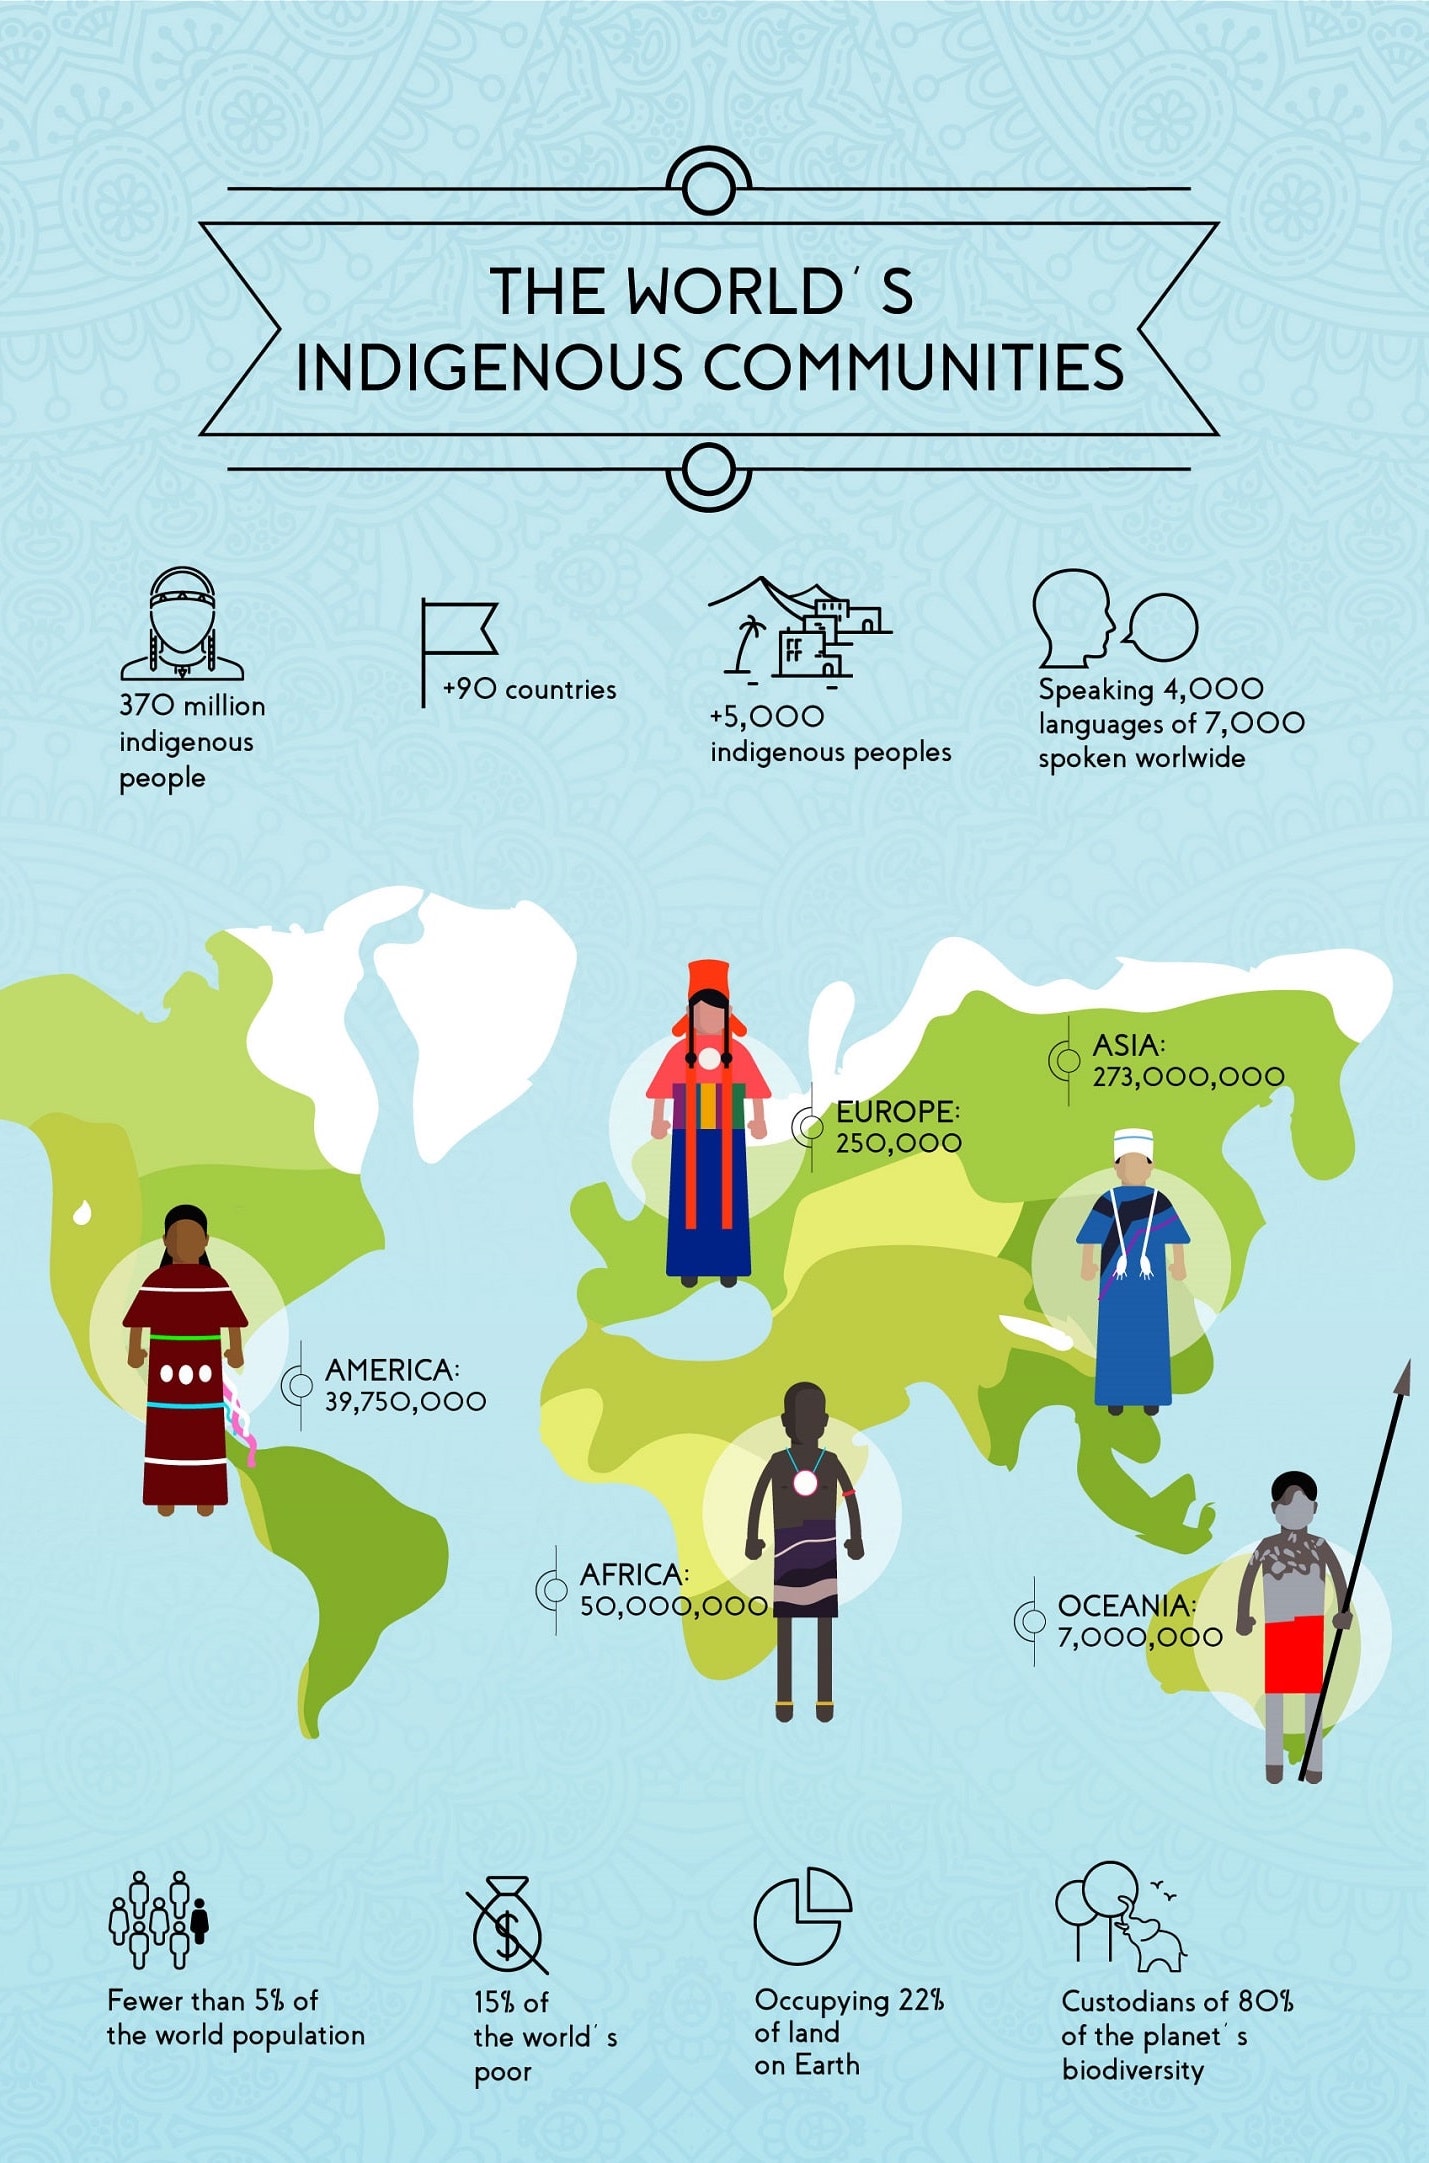 THE WORLD´S
INDIGENOUS COMMUNITIES
370 million
indigenous
people
+90 countries
+5,000
indigenous peoples
Speaking 4,000
languages of 7,000
spoken worlwide
ASIA:
273,000,000
EUROPE:
250,000
AMERICA:
39,750,000
AFRICA:
50,000,000
OCEANIA:
7,000,000
Fewer than 5% of
the world population
$
15% of
the world´s
poor
Occupying 22%
of land
on Earth
Custodians of 80%
of the planet´s
biodiversity